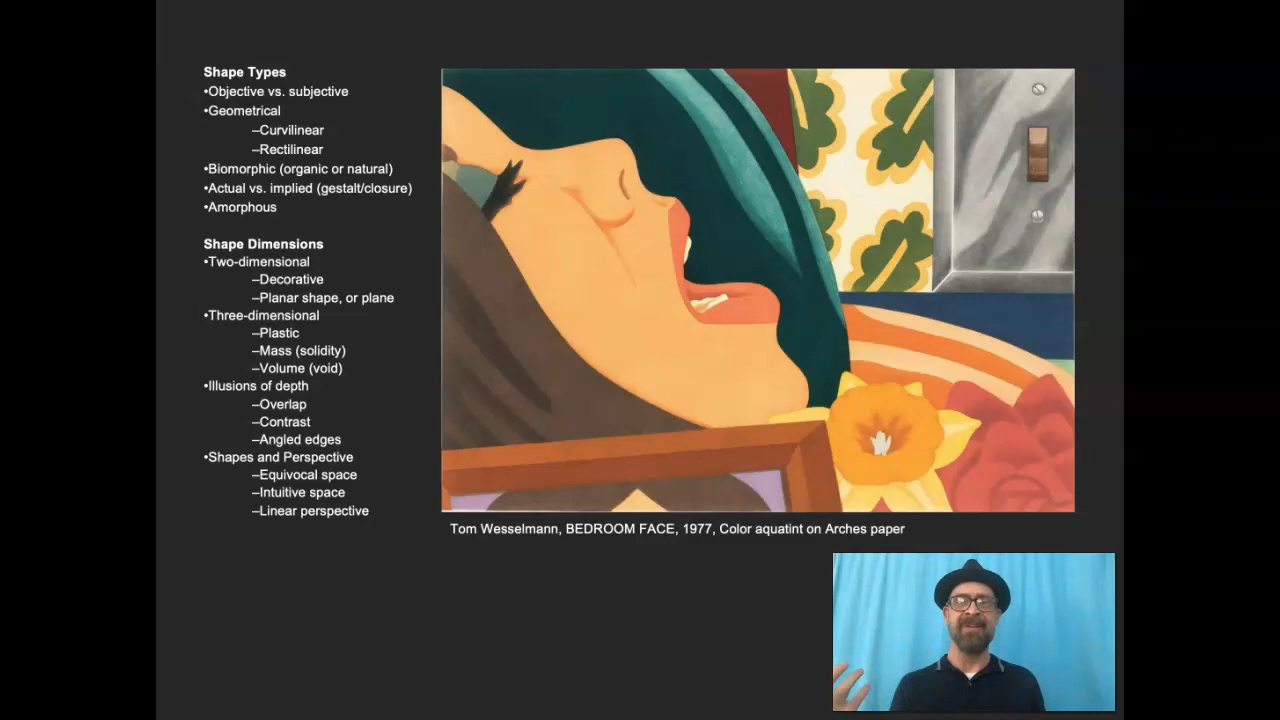 Shape Types
•Objective vs. subjective
•Geometrical
–Curvilinear
–Rectilinear
•Biomorphic (organic or natural)
•Actual vs. implied (gestalt/closure)
•Amorphous
Shape Dimensions
•Two-dimensional
–Decorative
–Planar shape, or plane
•Three-dimensional
–Plastic
–Mass (solidity)
–Volume (void)
•Illusions of depth
–Overlap
–Contrast
–Angled edges
•Shapes and Perspective
–Equivocal space
–Intuitive space
–Linear perspective
Tom Wesselmann, BEDROOM FACE, 1977, Color aquatint on Arches paper